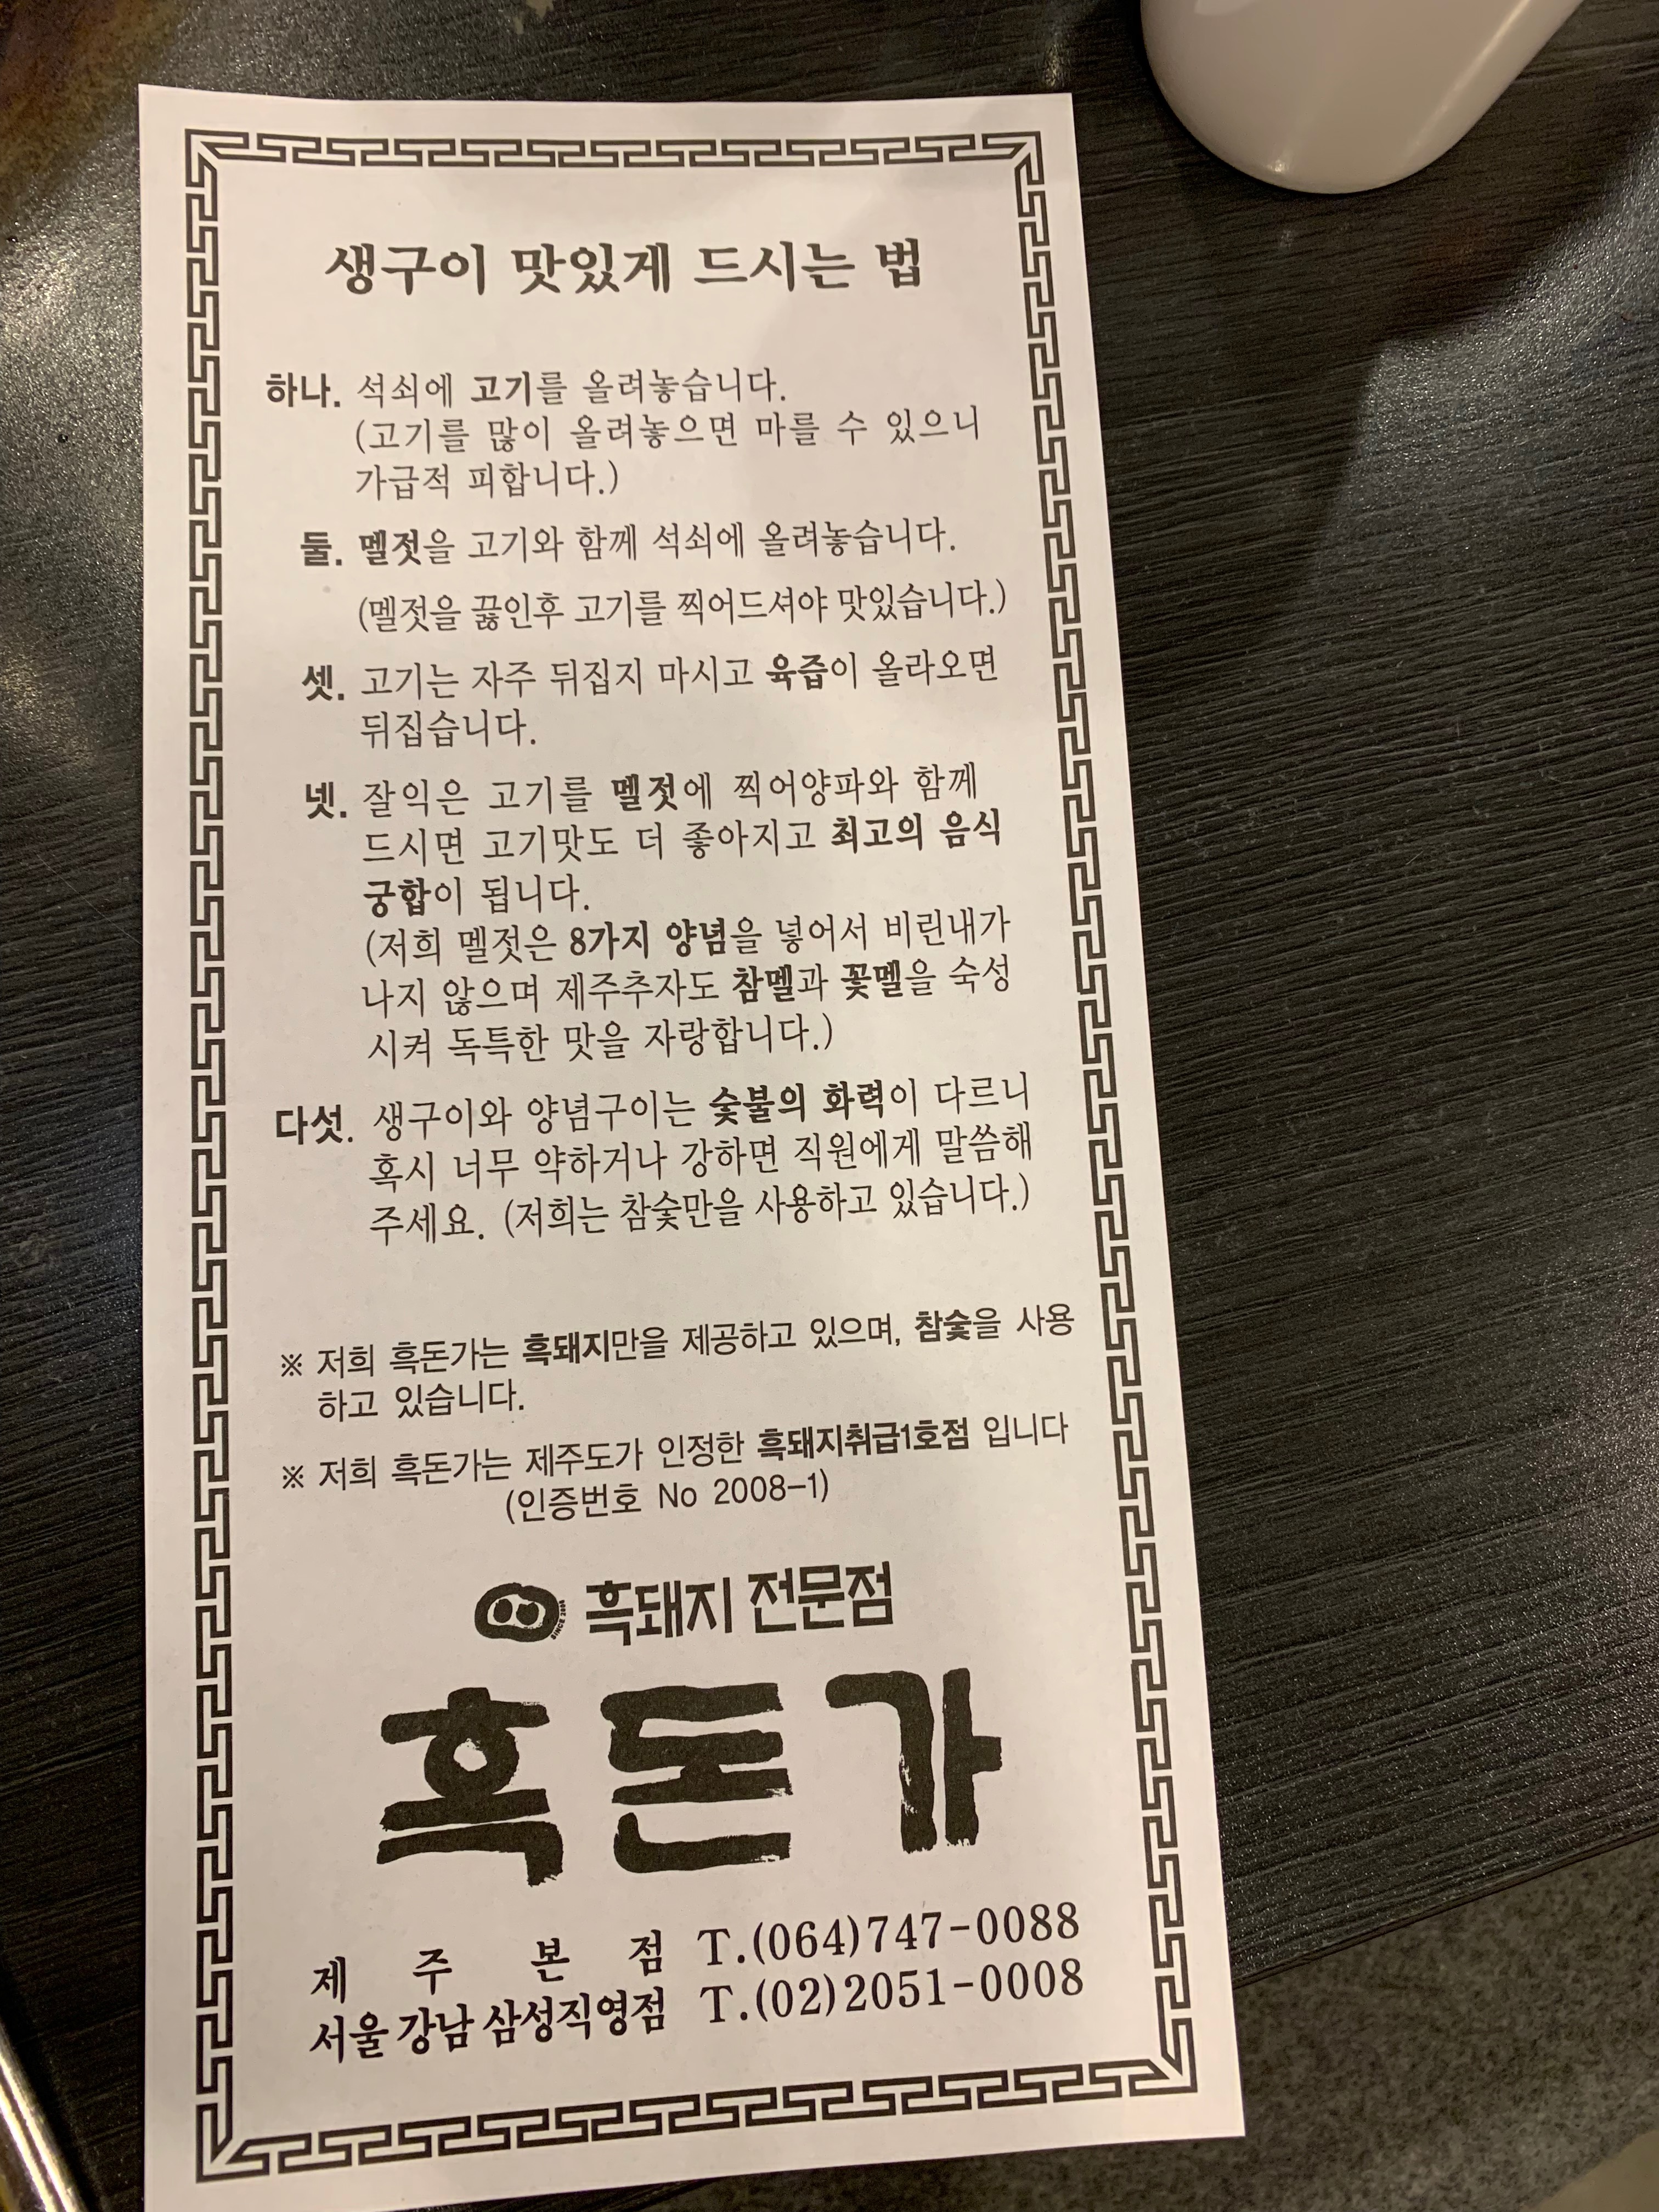 생구이 맛있게 드시는 법
하나. 석쇠에 고기를 올려놓습니다.
(고기를 많이 올려놓으면 마를 수 있으니
가급적 피합니다.)
둘. 멜젓을 고기와 함께 석쇠에 올려놓습니다.
(멜젓을 끓인후 고기를 찍어드셔야 맛있습니다.)
셋. 고기는 자주 뒤집지 마시고 육즙이 올라오면
뒤집습니다.
넷. 잘익은 고기를 멜젓에 찍어양파와 함께
드시면 고기맛도 더 좋아지고 최고의 음식
궁합이 됩니다.
(저희 멜젓은 8가지 양념을 넣어서 비린내가
나지 않으며 제주추자도 참멜과 꽃멜을 숙성
시켜 독특한 맛을 자랑합니다.)
다섯. 생구이와 양념구이는 숯불의 화력이 다르니
혹시 너무 약하거나 강하면 직원에게 말씀해
주세요. (저희는 참숯만을 사용하고 있습니다.)
※ 저희 흑돈가는 흑돼지만을 제공하고 있으며, 참숯을 사용
하고 있습니다.
※ 저희 흑돈가는 제주도가 인정한 흑돼지취급1호점 입니다
(인증번호 No 2008-1)
흑돼지 전문점
흑돈가
제 주 본 점 T.(064)747-0088
서울 강남 삼성직영점 T.(02)2051-0008